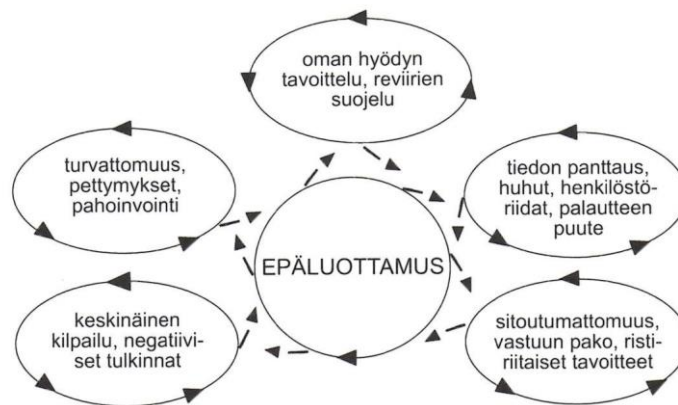 oman hyödyn
tavoittelu, reviirien
suojelu
turvattomuus,
pettymykset,
pahoinvointi
tiedon panttaus,
huhut, henkilöstö-
riidat, palautteen
puute
EPÄLUOTTAMUS
keskinäinen
kilpailu, negatiivi-
set tulkinnat
sitoutumattomuus,
vastuun pako, risti-
riitaiset tavoitteet